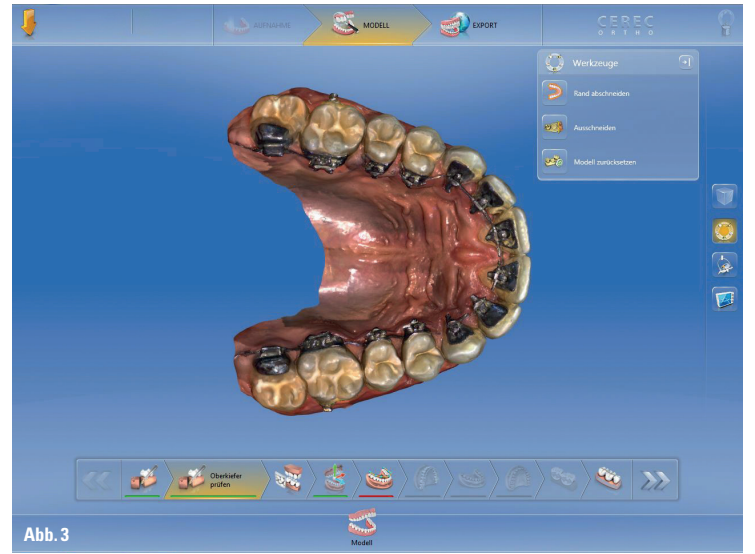 AUFNAHME
MODELL
EXPORT
CEREC
ORTHO
Werkzeuge
Rand abschneiden
Ausschneiden
Modell zurücksetzen
Oberkiefer
prüfen
Abb. 3
Modell